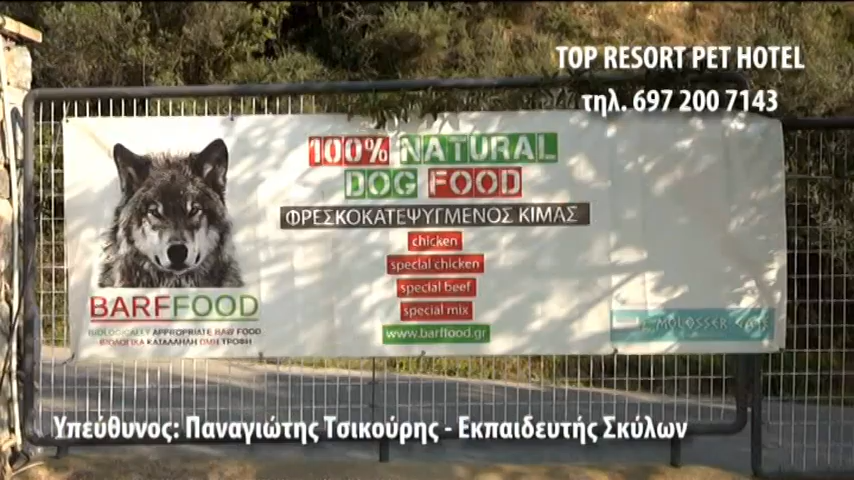 TOP RESORT PET HOTEL
τηλ. 697 200 7143
100% NATURAL
DOG FOOD
ΦΡΕΣΚΟΚΑΤΕΨΥΓΜΕΝΟΣ ΚΙΜΑΣ
chicken
special chicken
special beef
special mix
www.barffood.gr
BARFFOOD
BIOLOGICALLY APPROPRIATE RAW FOOD
ΒΙΟΛΟΓΙΚΑ ΚΑΤΑΛΛΗΛΗ ΩΜΗ ΤΡΟΦΗ
MOLOSSER
Υπεύθυνος: Παναγιώτης Τσικούρης - Εκπαιδευτής Σκύλων